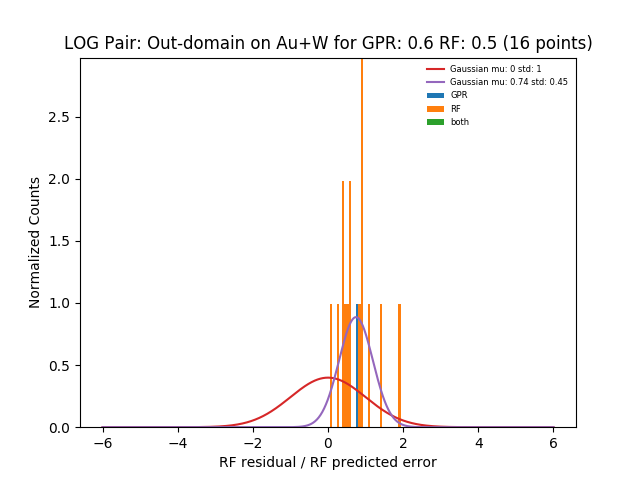 LOG Pair: Out-domain on Au+W for GPR: 0.6 RF: 0.5 (16 points)
Gaussian mu: 0 std: 1
Gaussian mu: 0.74 std: 0.45
GPR
RF
both
Normalized Counts
2.5
2.0
1.5
1.0
0.5
0.0
−6 −4 −2 0 2 4 6
RF residual / RF predicted error